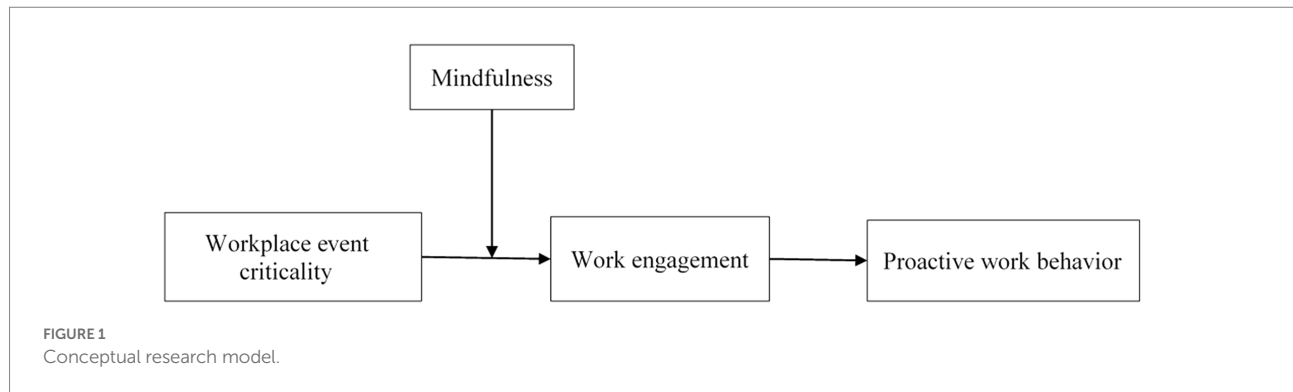 Mindfulness
Workplace event
criticality
Work engagement
Proactive work behavior
FIGURE 1
Conceptual research model.